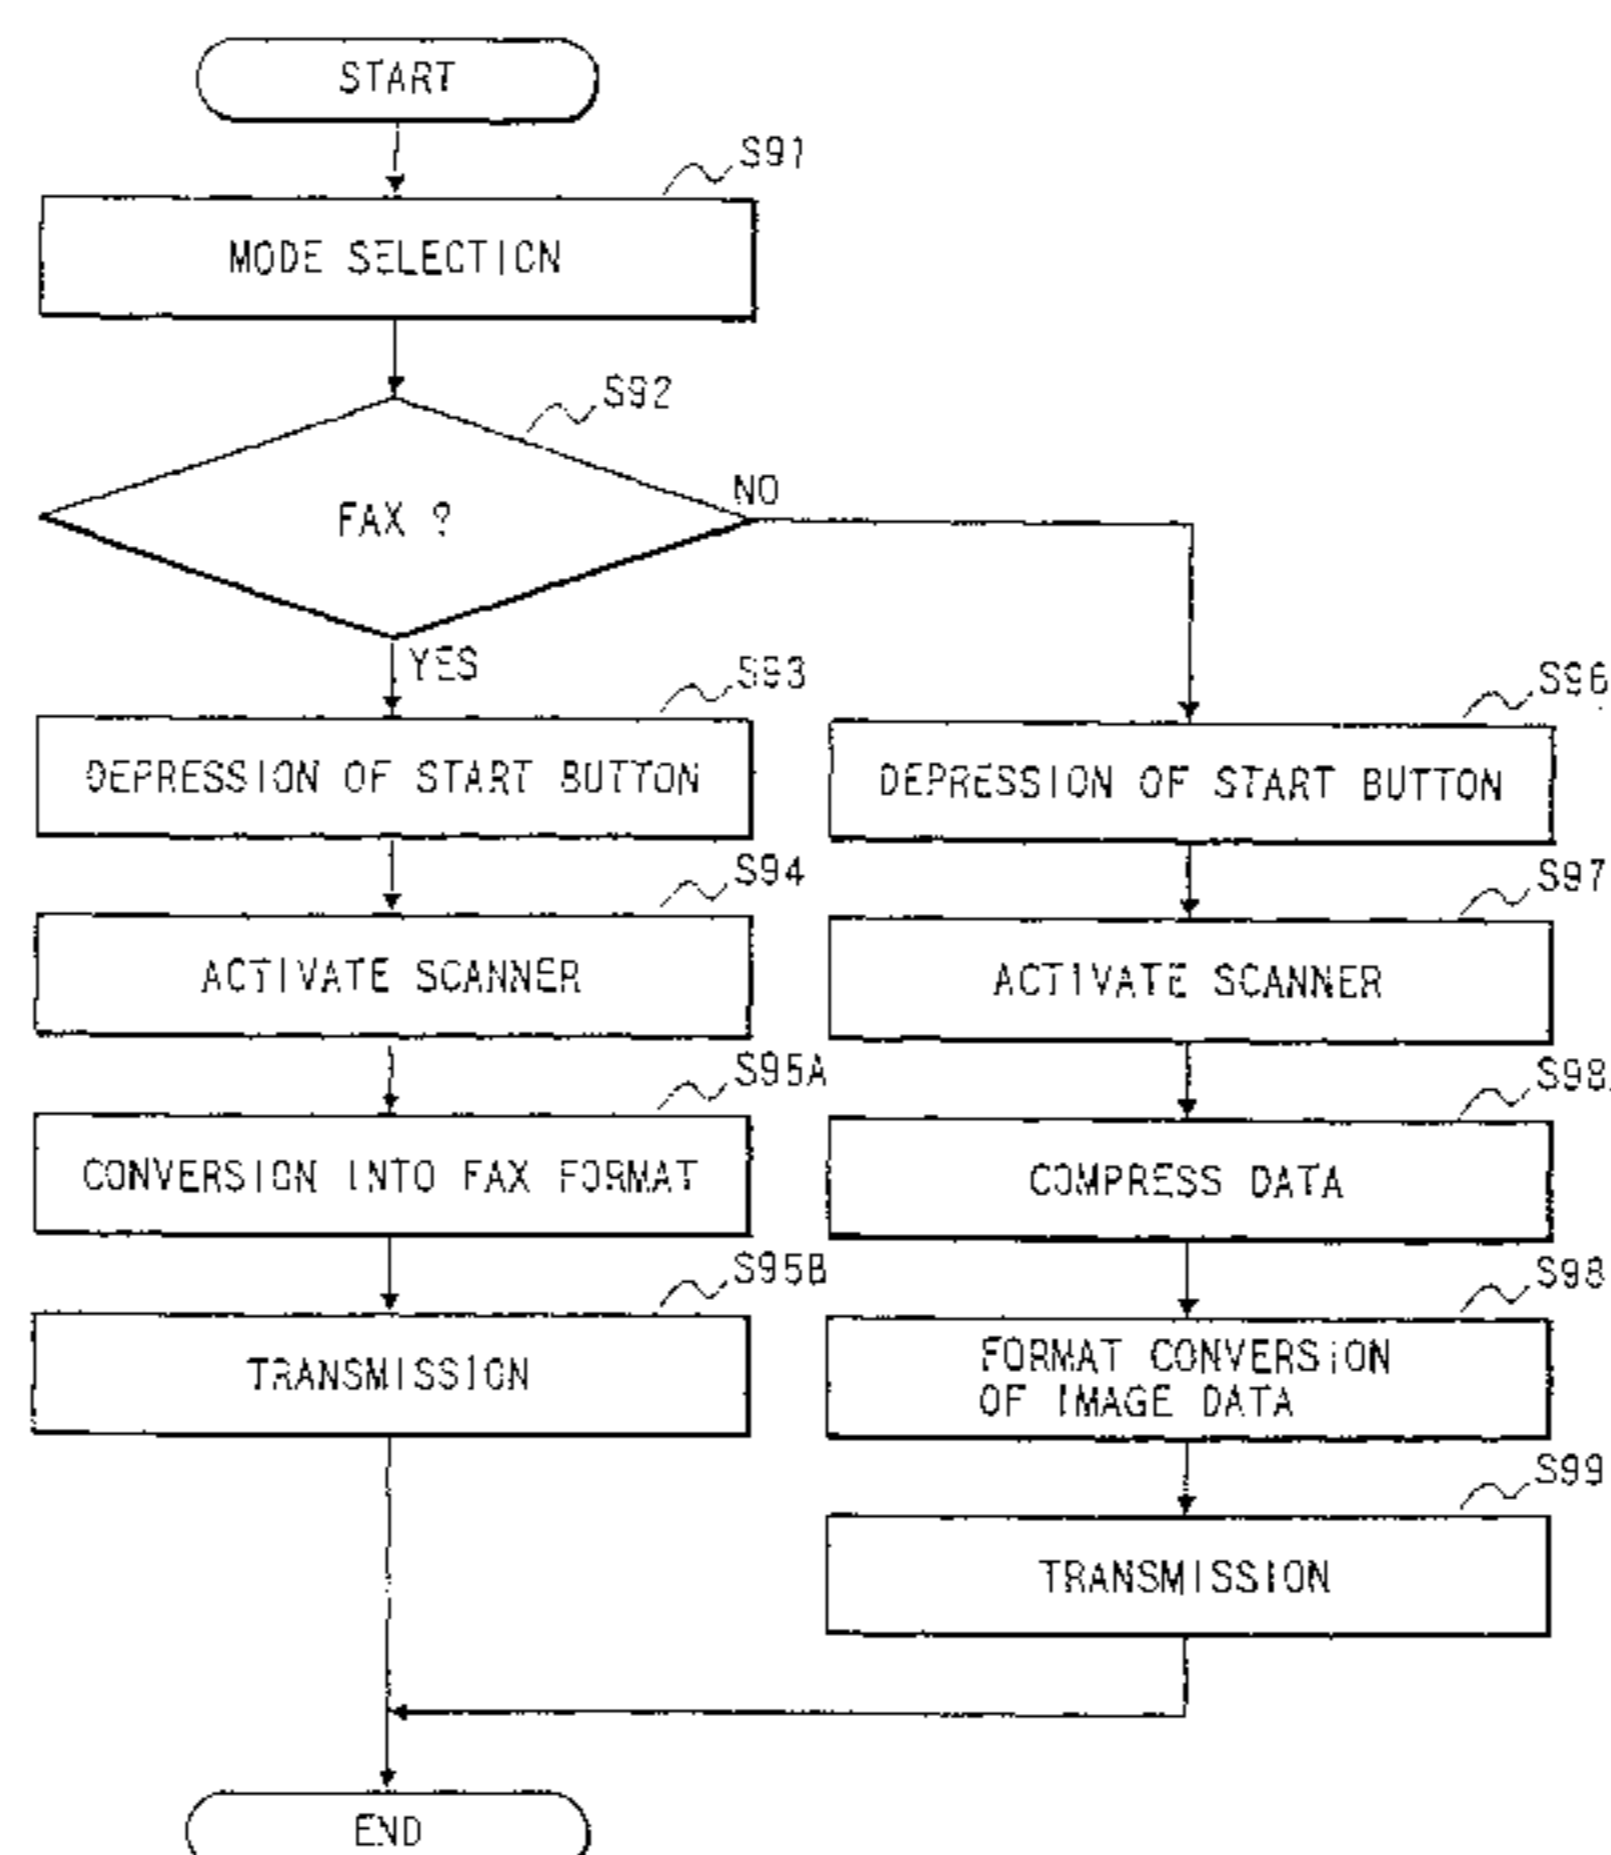 START
S91
MODE SELECTION
S92
FAX ?
NO
YES
S93
DEPRESSION OF START BUTTON
S94
ACTIVATE SCANNER
S95A
CONVERSION INTO FAX FORMAT
S95B
TRANSMISSION
S96
DEPRESSION OF START BUTTON
S97
ACTIVATE SCANNER
S98
COMPRESS DATA
S98
FORMAT CONVERSION
OF IMAGE DATA
S99
TRANSMISSION
END